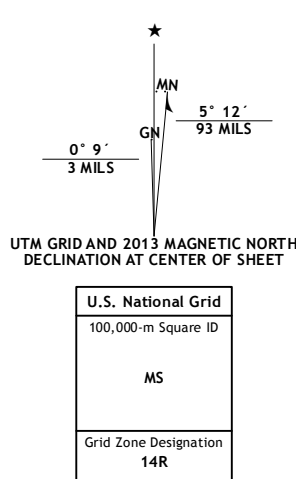 ★
MN
5° 12´
93 MILS
GN
0° 9´
3 MILS
UTM GRID AND 2013 MAGNETIC NORTH
DECLINATION AT CENTER OF SHEET
U.S. National Grid
100,000-m Square ID
MS
Grid Zone Designation
14R